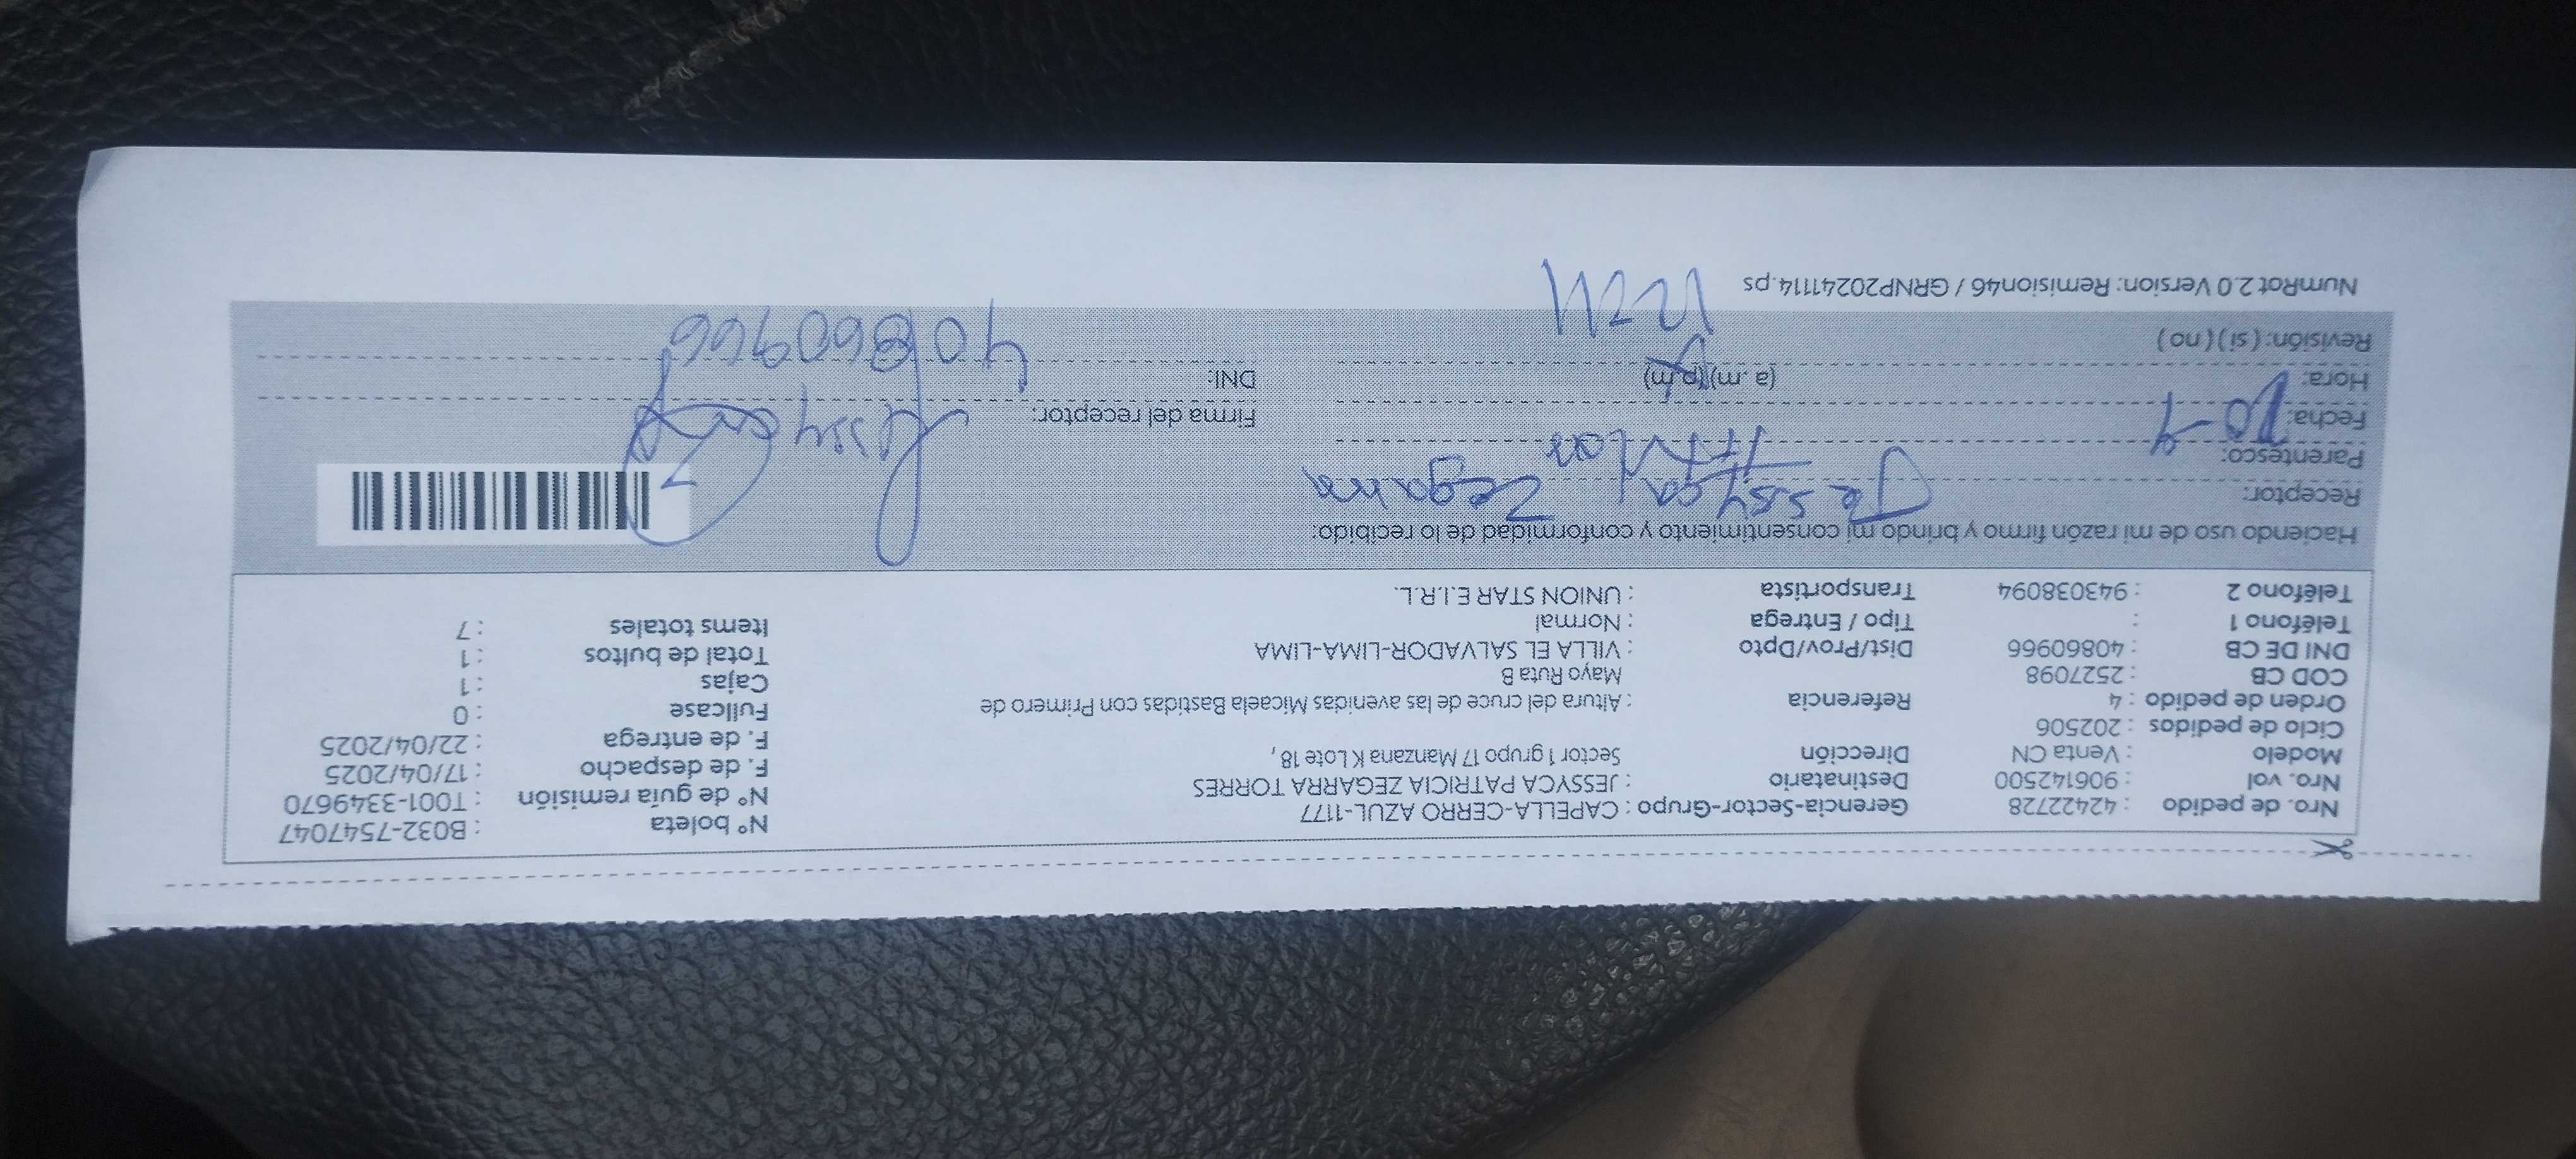 Nro. de pedido : 42422728 Gerencia-Sector-Grupo : CAPELLA-CERRO AZUL-1177 N° boleta : B032-7547047
Nro. vol : 906142500 Destinatario : JESSYCA PATRICIA ZEGARRA TORRES N° de guía remisión : T001-3349670
Modelo : Venta CN Dirección Sector 1 grupo 17 Manzana K Lote 18, F. de despacho : 17/04/2025
Ciclo de pedidos : 202506 F. de entrega : 22/04/2025
Orden de pedido : 4 Referencia : Altura del cruce de las avenidas Micaela Bastidas con Primero de Fullcase : 0
COD CB : 2527098 Mayo Ruta B Cajas : 1
DNI DE CB : 40860966 Dist/Prov/Dpto : VILLA EL SALVADOR-LIMA-LIMA Total de bultos : 1
Teléfono 1 : Tipo / Entrega : Normal Items totales : 7
Teléfono 2 : 943038094 Transportista : UNION STAR E.I.R.L.
Haciendo uso de mi razón firmo y brindo mi consentimiento y conformidad de lo recibido:
Receptor: Jessyca Zegarra
Parentesco: Titular
Fecha: Firma del receptor: Jessyca
Hora: (a. m) (p. m) DNI: 40860966
Revisión: ( si ) ( no )
NumRot 2.0 Version: Remision46 / GRNP20241114.ps